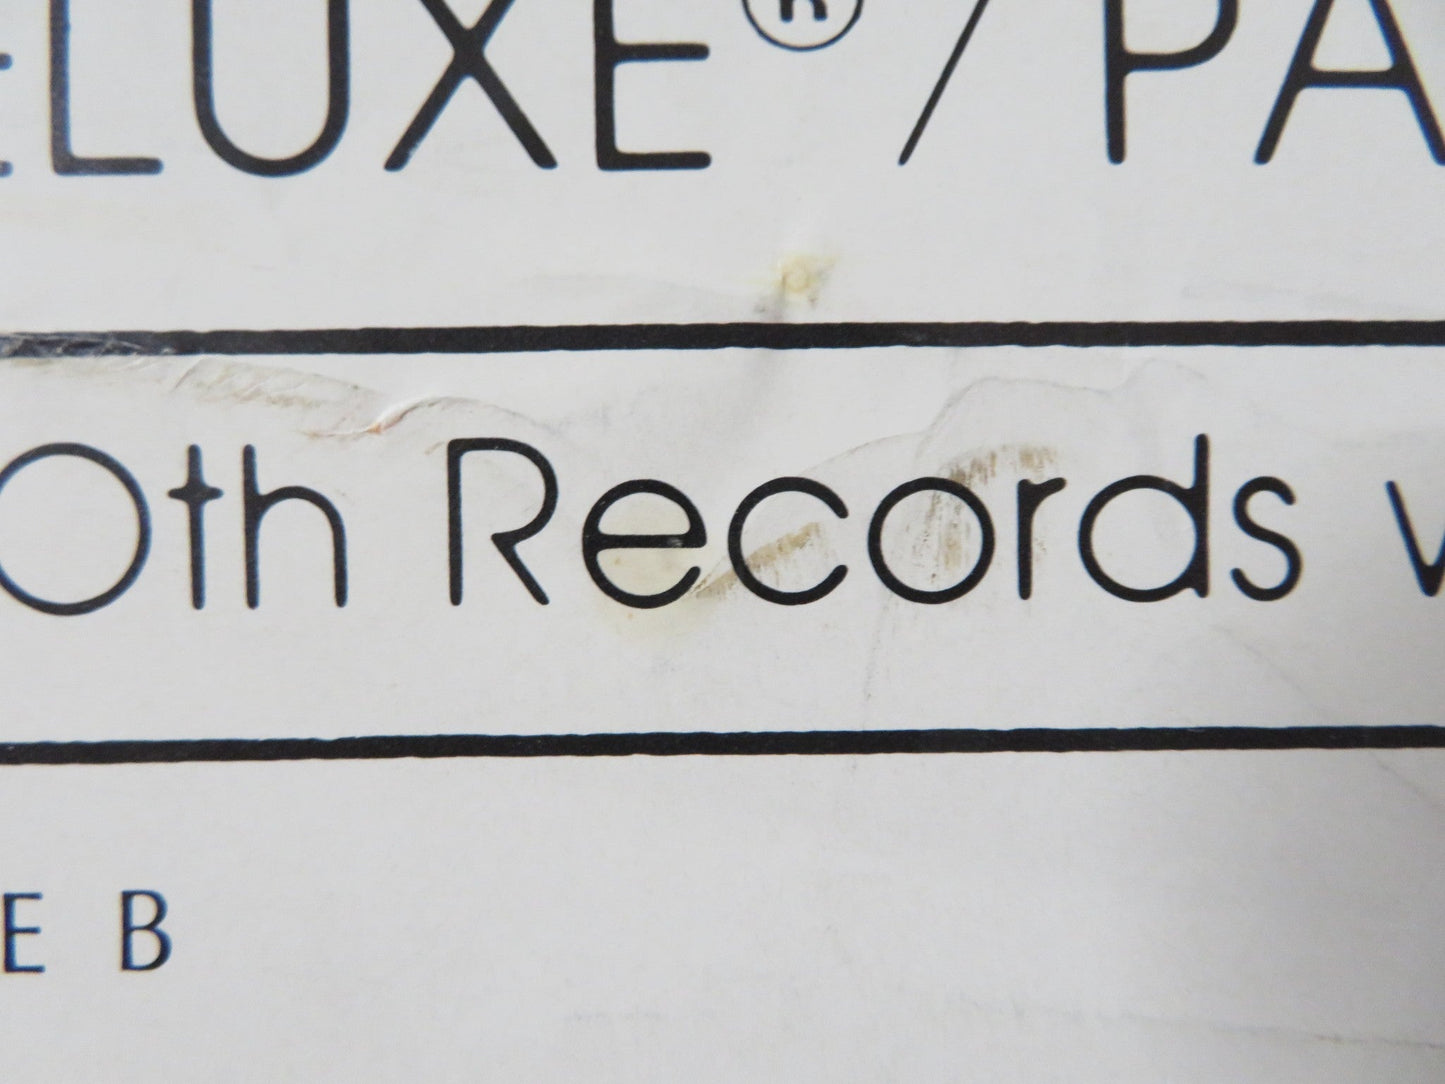 ELUXE® / PA
0th Records w
E B